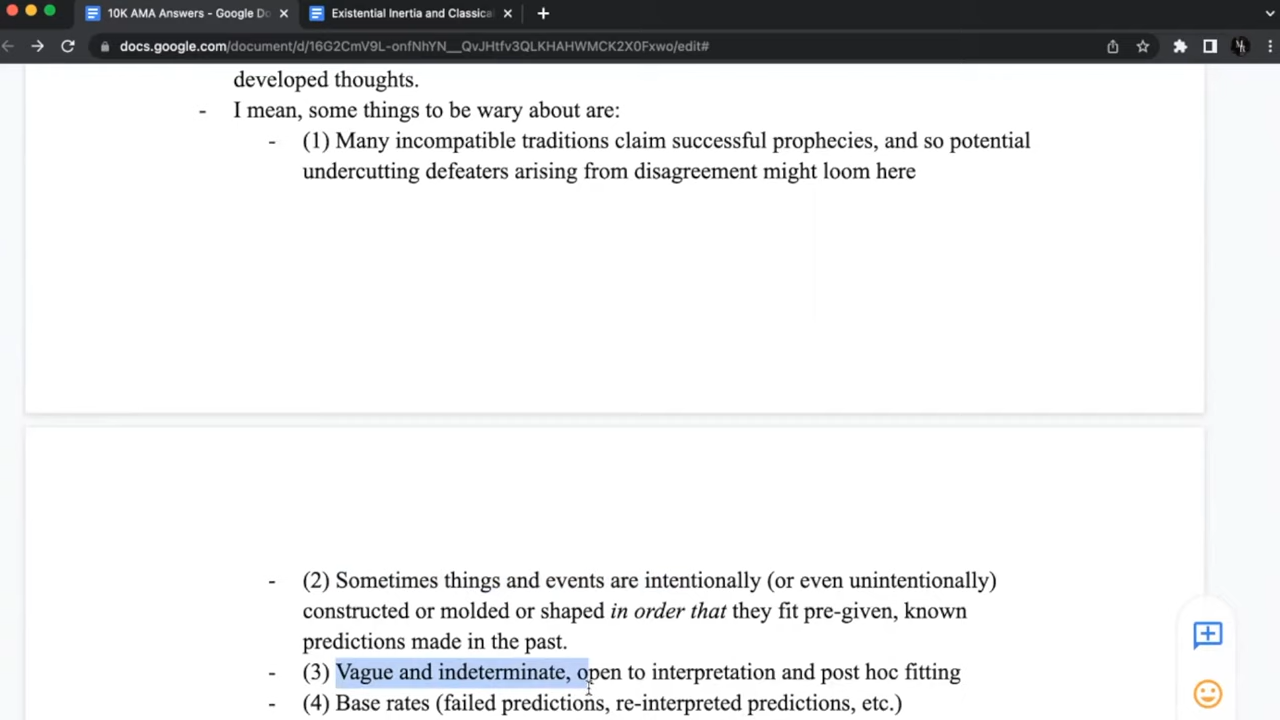 10K AMA Answers - Google Do
Existential Inertia and Classica
docs.google.com/document/d/16G2CmV9L-onfNhYN__QvJHtfv3QLKHAHWMCK2X0Fxwo/edit#
developed thoughts.
- I mean, some things to be wary about are:
- (1) Many incompatible traditions claim successful prophecies, and so potential
undercutting defeaters arising from disagreement might loom here
- (2) Sometimes things and events are intentionally (or even unintentionally)
constructed or molded or shaped in order that they fit pre-given, known
predictions made in the past.
- (3) Vague and indeterminate, open to interpretation and post hoc fitting
- (4) Base rates (failed predictions, re-interpreted predictions, etc.)